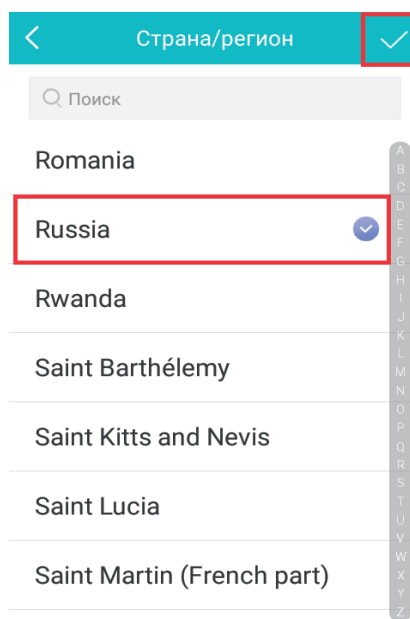 Страна/регион
Поиск
Romania
Russia
Rwanda
Saint Barthélemy
Saint Kitts and Nevis
Saint Lucia
Saint Martin (French part)
A
B
C
D
E
F
G
H
I
J
K
L
M
N
O
P
Q
R
S
T
U
V
W
X
Y
Z